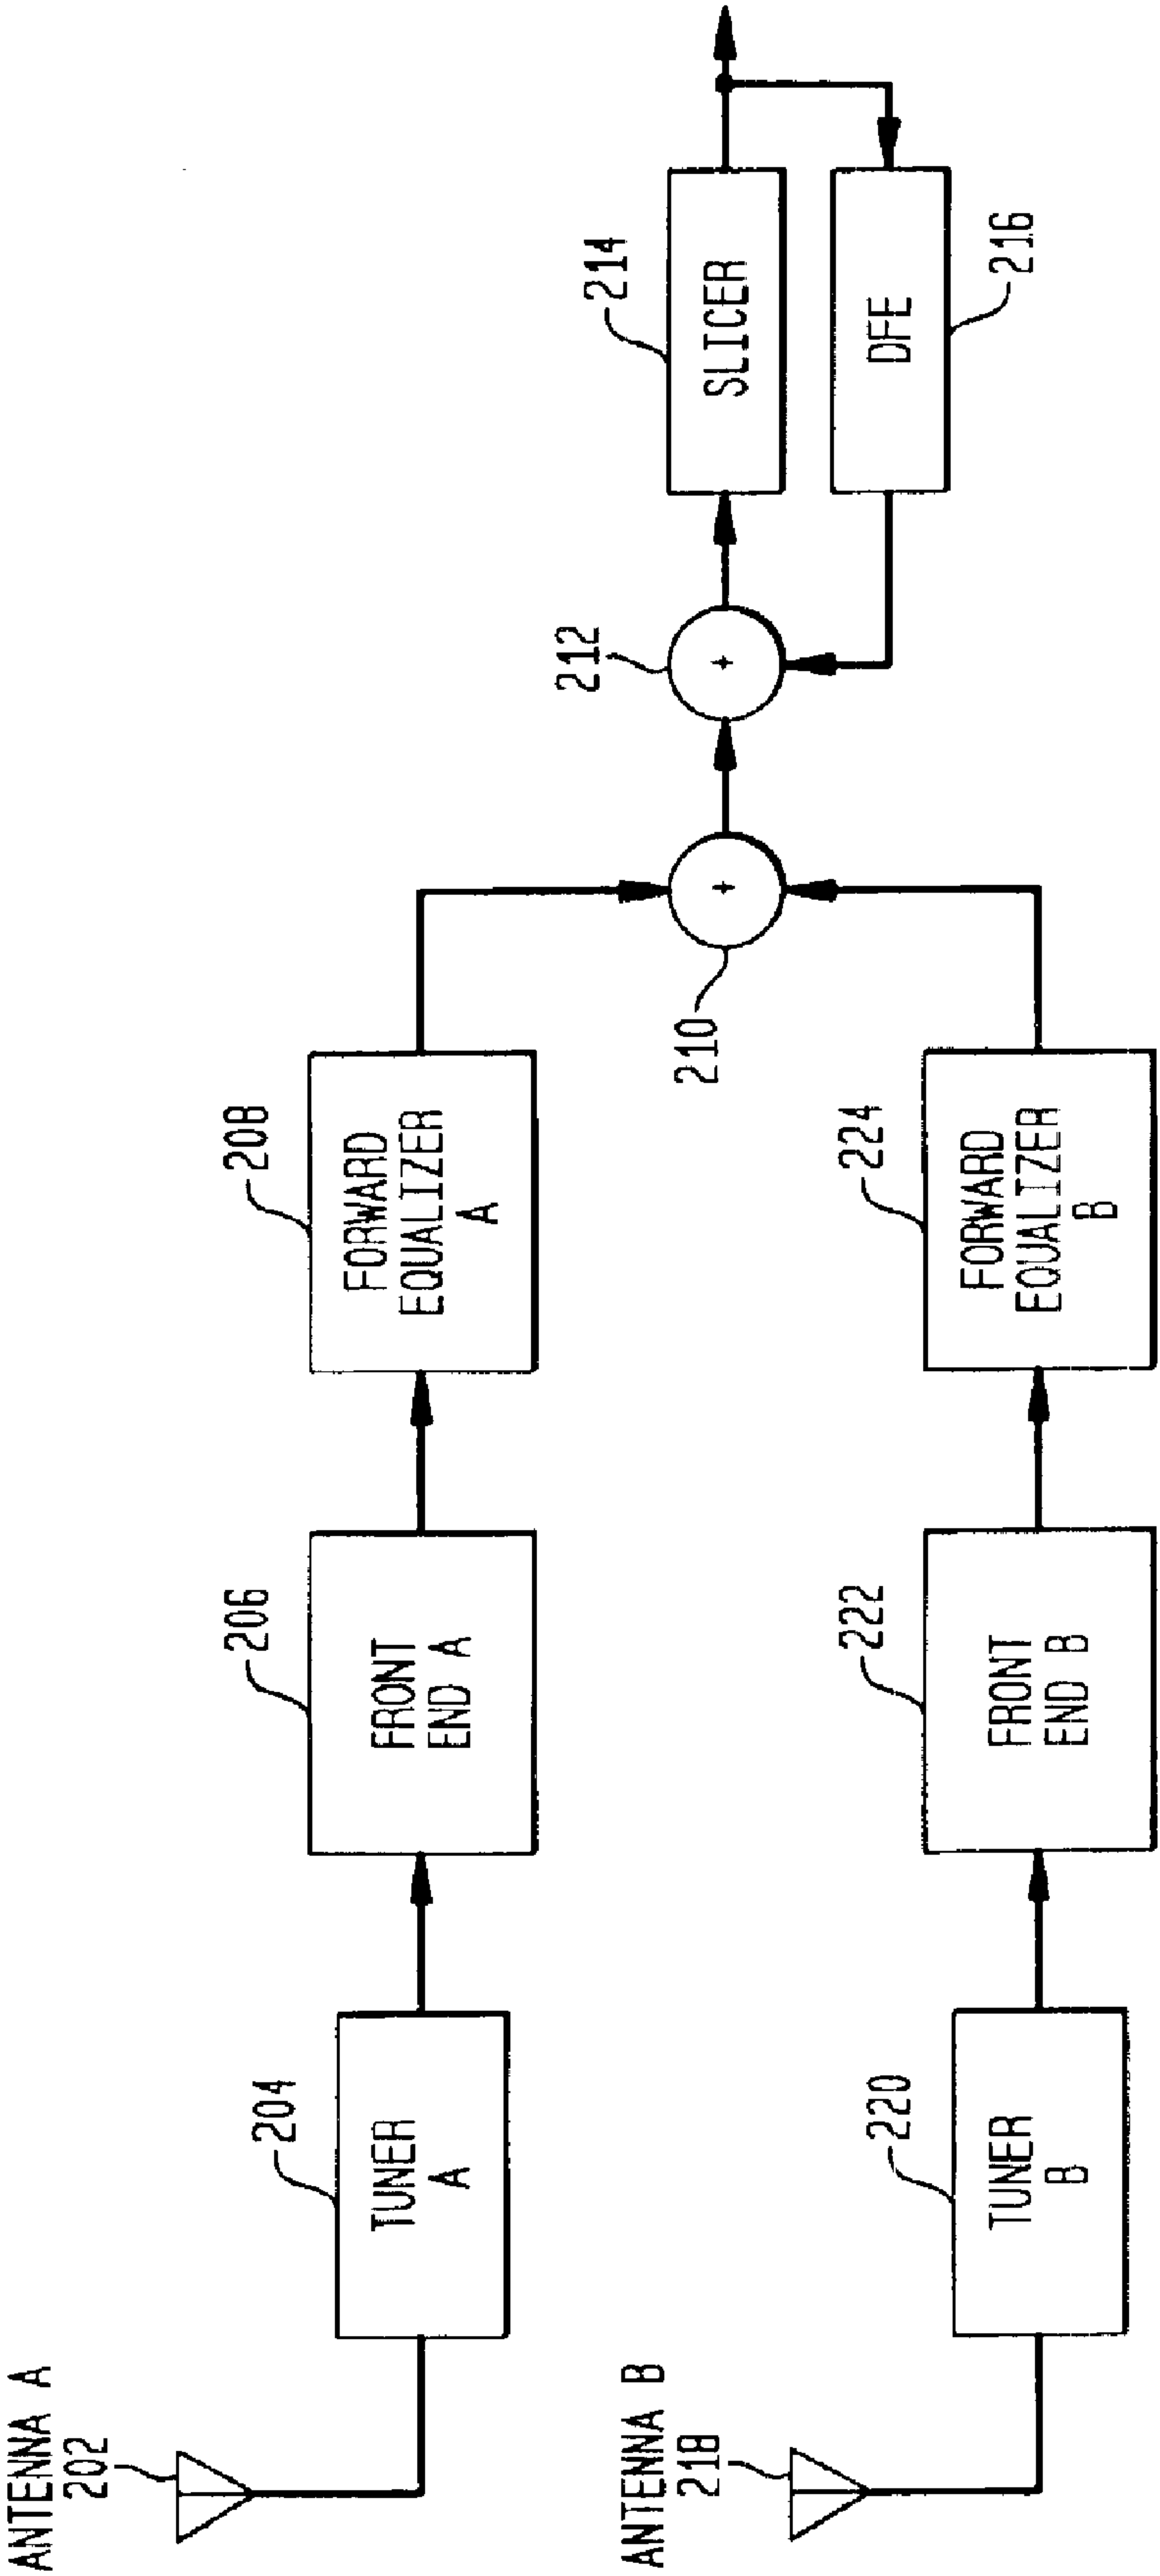 ANTENNA A
202
204
TUNER
A
206
FRONT
END A
208
FORWARD
EQUALIZER
A
210
+
212
+
214
SLICER
DFE
216
ANTENNA B
218
220
TUNER
B
222
FRONT
END B
224
FORWARD
EQUALIZER
B